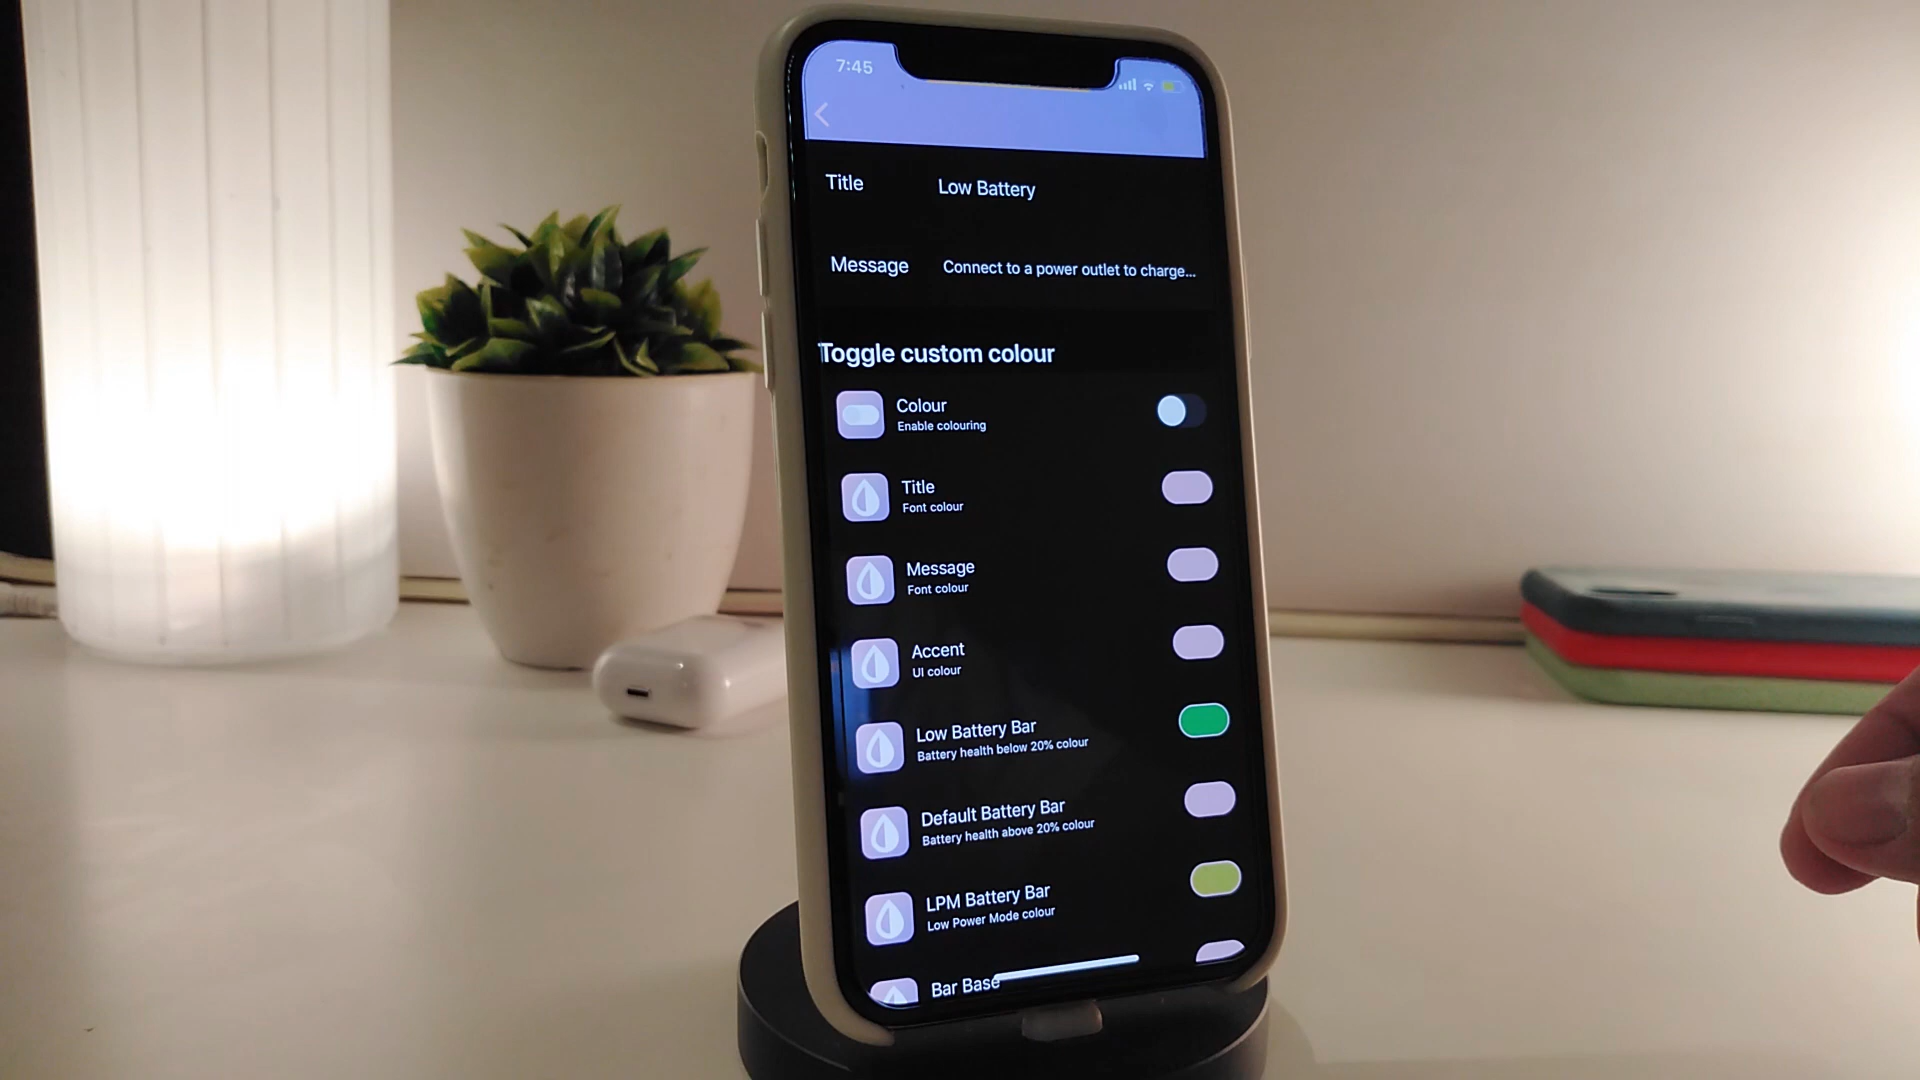 7:45
Title Low Battery
Message Connect to a power outlet to charge...
Toggle custom colour
Colour
Enable colouring
Title
Font colour
Message
Font colour
Accent
UI colour
Low Battery Bar
Battery health below 20% colour
Default Battery Bar
Battery health above 20% colour
LPM Battery Bar
Low Power Mode colour
Bar Base